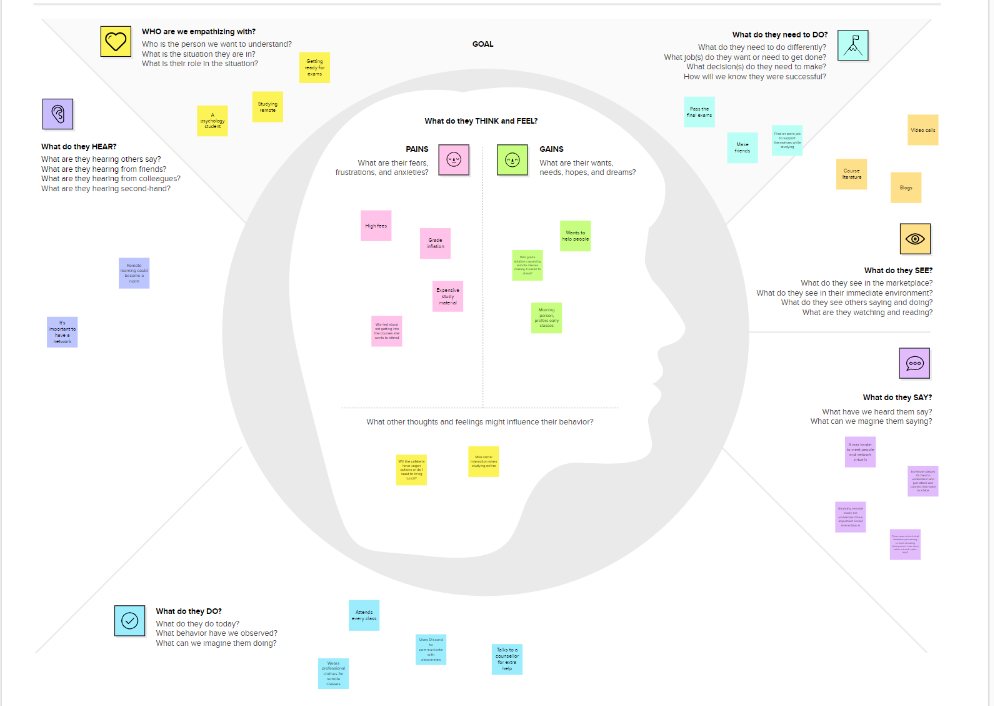 WHO are we empathizing with?
Who is the person we want to understand?
What is the situation they are in?
What is their role in the situation?
Getting
ready for
exams
Studying
remote
A
psychology
student
GOAL
What do they need to DO?
What do they need to do differently?
What job(s) do they want or need to get done?
What decision(s) do they need to make?
How will we know they were successful?
Pass the
final exams
Make
friends
What do they HEAR?
What are they hearing others say?
What are they hearing from friends?
What are they hearing from colleagues?
What are they hearing second-hand?
It's
important to
have a
network
What do they THINK and FEEL?
PAINS
What are their fears,
frustrations, and anxieties?
High fees
Grade
inflation
Expensive
study
material
GAINS
What are their wants,
needs, hopes, and dreams?
Wants to
help people
Morning
person,
prefers early
classes
What other thoughts and feelings might influence their behavior?
Video calls
Course
literature
Blogs
What do they SEE?
What do they see in the marketplace?
What do they see in their immediate environment?
What do they see others saying and doing?
What are they watching and reading?
What do they SAY?
What have we heard them say?
What can we magine them saying?
What do they DO?
What do they do today?
What behavior have we observed?
What can we imagine them doing?
Attends
every class
Talks to a
counsellor
for extra
help